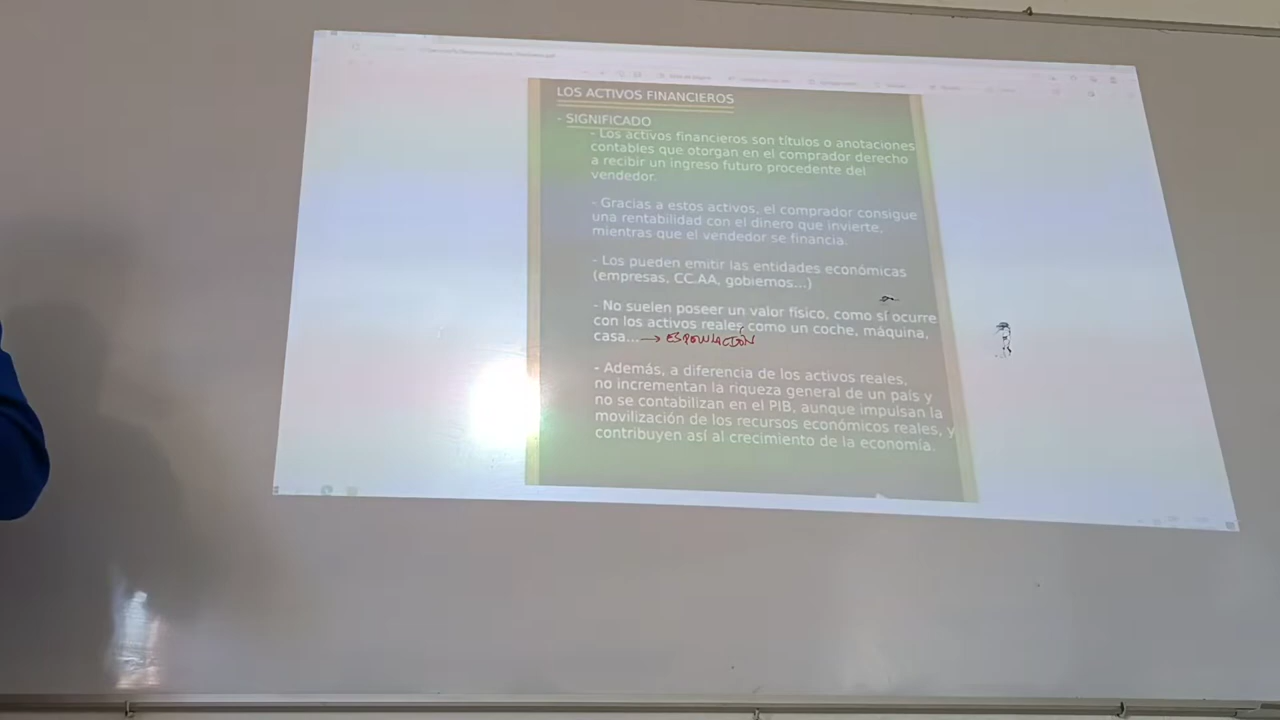 LOS ACTIVOS FINANCIEROS
- SIGNIFICADO
- Los activos financieros son títulos o anotaciones
contables que otorgan en el comprador derecho
a recibir un ingreso futuro procedente del
vendedor.
- Gracias a estos activos, el comprador consigue
una rentabilidad con el dinero que invierte,
mientras que el vendedor se financia.
- Los pueden emitir las entidades económicas
(empresas, CC.AA, gobiernos...)
- No suelen poseer un valor físico, como sí ocurre
con los activos reales como un coche, máquina,
casa... → ESPCULACIÓN
- Además, a diferencia de los activos reales,
no incrementan la riqueza general de un país y
no se contabilizan en el PIB, aunque impulsan la
movilización de los recursos económicos reales, y
contribuyen así al crecimiento de la economía.